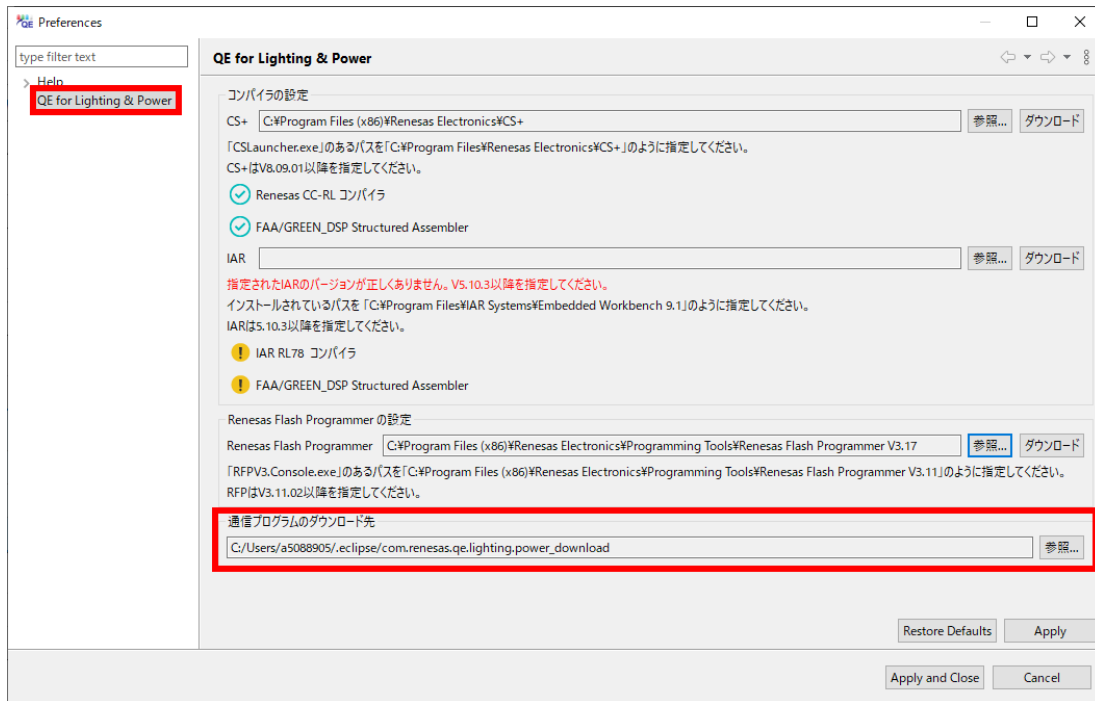 QE Preferences
type filter text
Help
QE for Lighting & Power
QE for Lighting & Power
コンパイラの設定
CS+ C:¥Program Files (x86)¥Renesas Electronics¥CS+ 参照... ダウンロード
「CSLauncher.exe」のあるパスを「C:¥Program Files¥Renesas Electronics¥CS+」のように指定してください。
CS+はV8.09.01以降を指定してください。
Renesas CC-RL コンパイラ
FAA/GREEN_DSP Structured Assembler
IAR 参照... ダウンロード
指定されたIARのバージョンが正しくありません。V5.10.3以降を指定してください。
インストールされているパスを 「C:¥Program Files¥IAR Systems¥Embedded Workbench 9.1」のように指定してください。
IARは5.10.3以降を指定してください。
IAR RL78 コンパイラ
FAA/GREEN_DSP Structured Assembler
Renesas Flash Programmer の設定
Renesas Flash Programmer C:¥Program Files (x86)¥Renesas Electronics¥Programming Tools¥Renesas Flash Programmer V3.17 参照... ダウンロード
「RFPV3.Console.exe」のあるパスを「C:¥Program Files (x86)¥Renesas Electronics¥Programming Tools¥Renesas Flash Programmer V3.11」のように指定してください。
RFPはV3.11.02以降を指定してください。
通信プログラムのダウンロード先
C:/Users/a5088905/.eclipse/com.renesas.qe.lighting.power_download 参照...
Restore Defaults Apply
Apply and Close Cancel